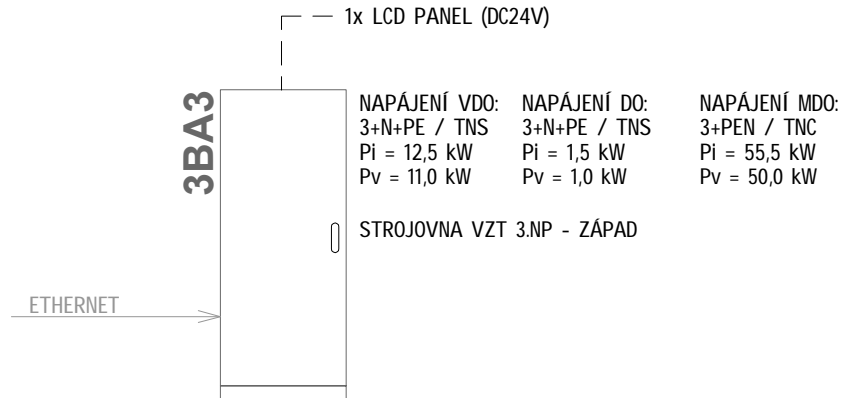 1x LCD PANEL (DC24V)
3BA3
NAPÁJENÍ VDO:
3+N+PE / TNS
Pi = 12,5 kW
Pv = 11,0 kW
NAPÁJENÍ DO:
3+N+PE / TNS
Pi = 1,5 kW
Pv = 1,0 kW
NAPÁJENÍ MDO:
3+PEN / TNC
Pi = 55,5 kW
Pv = 50,0 kW
STROJOVNA VZT 3.NP - ZÁPAD
ETHERNET